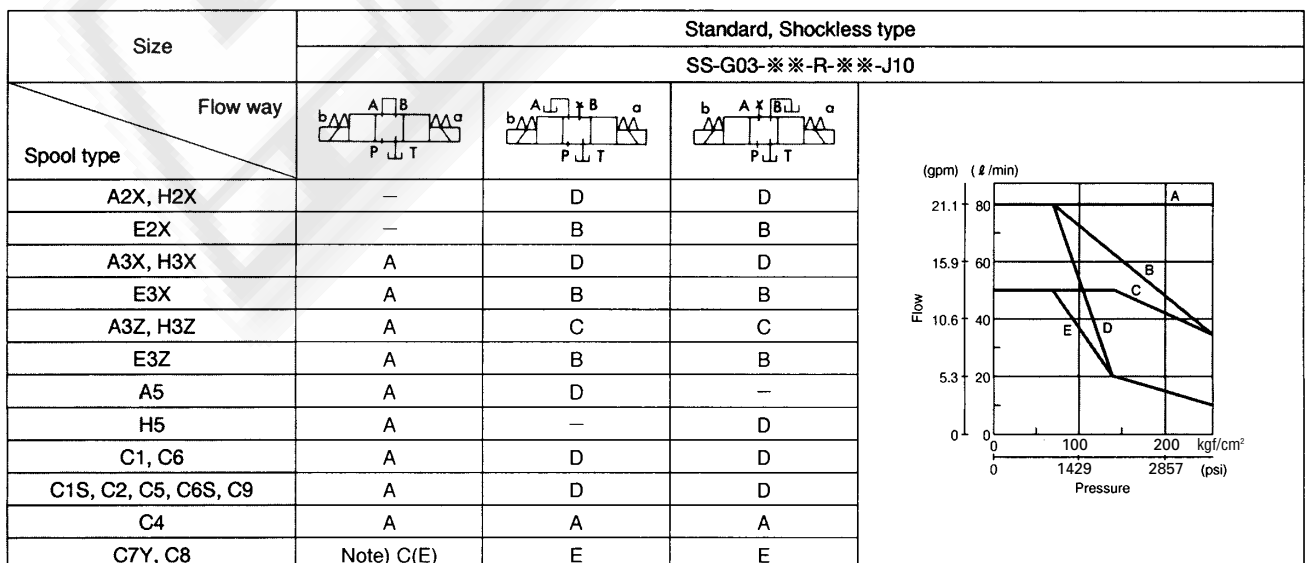 Size
Standard, Shockless type
SS-G03-※※-R-※※-J10
Flow way
Spool type
A B b a P T
A B b a P T
A B b a P T
A2X, H2X — D D
E2X — B B
A3X, H3X A D D
E3X A B B
A3Z, H3Z A C C
E3Z A B B
A5 A D —
H5 A — D
C1, C6 A D D
C1S, C2, C5, C6S, C9 A D D
C4 A A A
C7Y, C8 Note) C(E) E E
(gpm) (ℓ/min)
21.1 80
15.9 60
10.6 40
5.3 20
0 0
Flow
A
B
C
D
E
0 100 200 kgf/cm²
0 1429 2857 (psi)
Pressure